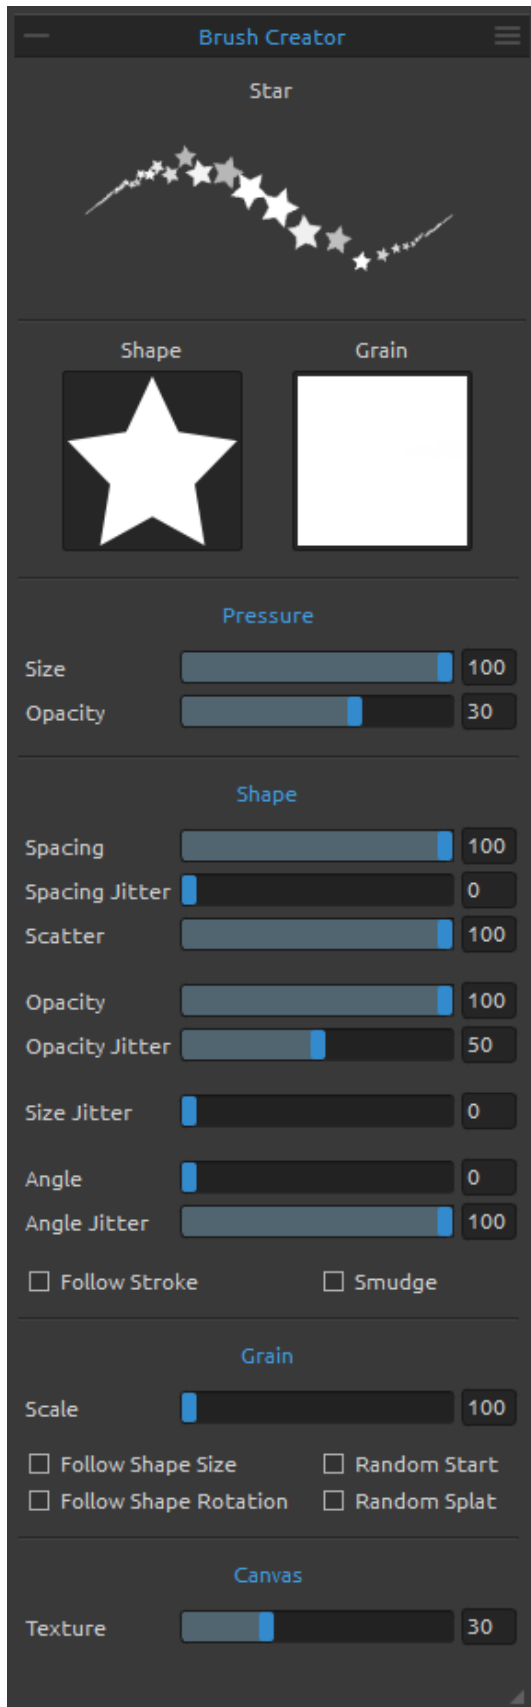 Brush Creator
Star
Shape Grain
Pressure
Size 100
Opacity 30
Shape
Spacing 100
Spacing Jitter 0
Scatter 100
Opacity 100
Opacity Jitter 50
Size Jitter 0
Angle 0
Angle Jitter 100
Follow Stroke Smudge
Grain
Scale 100
Follow Shape Size Random Start
Follow Shape Rotation Random Splat
Canvas
Texture 30